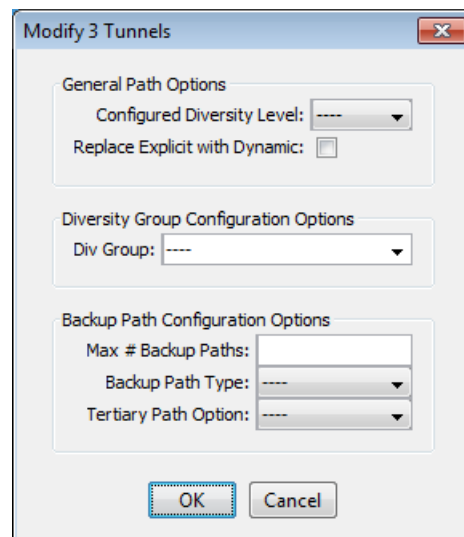 Modify 3 Tunnels
General Path Options
Configured Diversity Level: ----
Replace Explicit with Dynamic:
Diversity Group Configuration Options
Div Group: ----
Backup Path Configuration Options
Max # Backup Paths:
Backup Path Type: ----
Tertiary Path Option: ----
OK Cancel